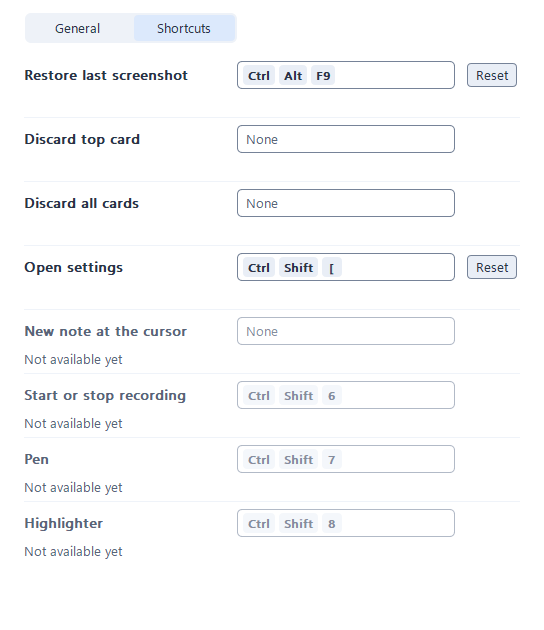 General Shortcuts
Restore last screenshot Ctrl Alt F9 Reset
Discard top card None
Discard all cards None
Open settings Ctrl Shift [ Reset
New note at the cursor None
Not available yet
Start or stop recording Ctrl Shift 6
Not available yet
Pen Ctrl Shift 7
Not available yet
Highlighter Ctrl Shift 8
Not available yet